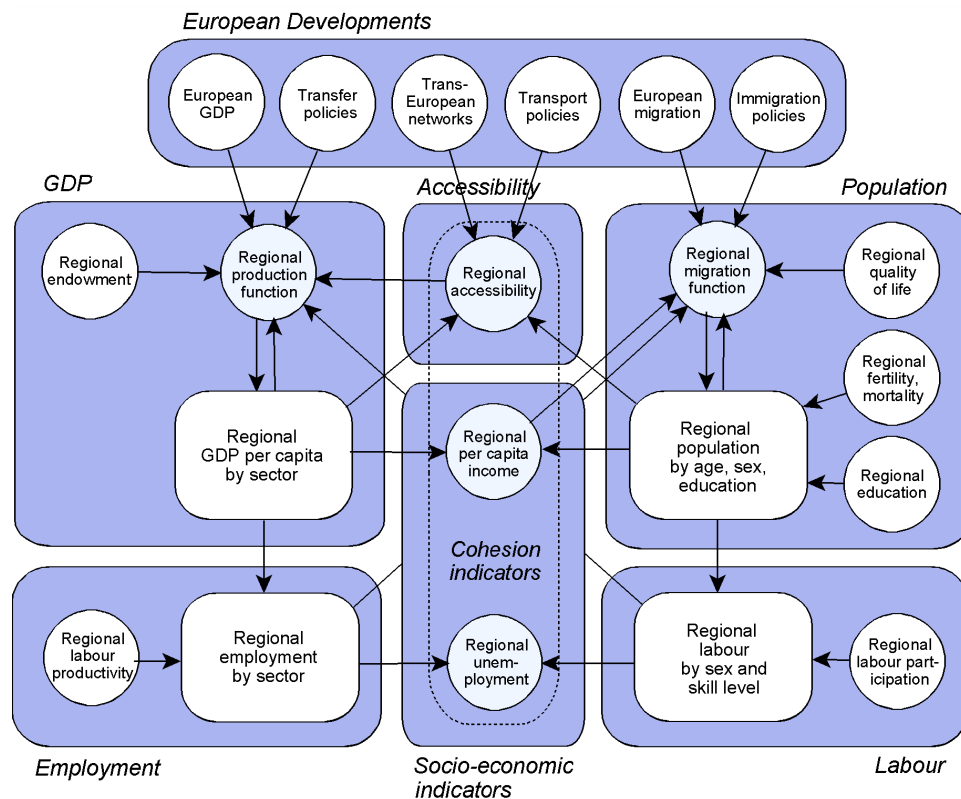 European Developments
European
GDP
Transfer
policies
Trans-
European
networks
Transport
policies
European
migration
Immigration
policies
GDP
Accessibility
Population
Regional
endowment
Regional
production
function
Regional
accessibility
Regional
migration
function
Regional
quality
of life
Regional
fertility,
mortality
Regional
GDP per capita
by sector
Regional
per capita
income
Regional
population
by age, sex,
education
Regional
education
Cohesion
indicators
Regional
labour
productivity
Regional
employment
by sector
Regional
unem-
ployment
Regional
labour
by sex and
skill level
Regional
labour part-
icipation
Employment
Socio-economic
indicators
Labour